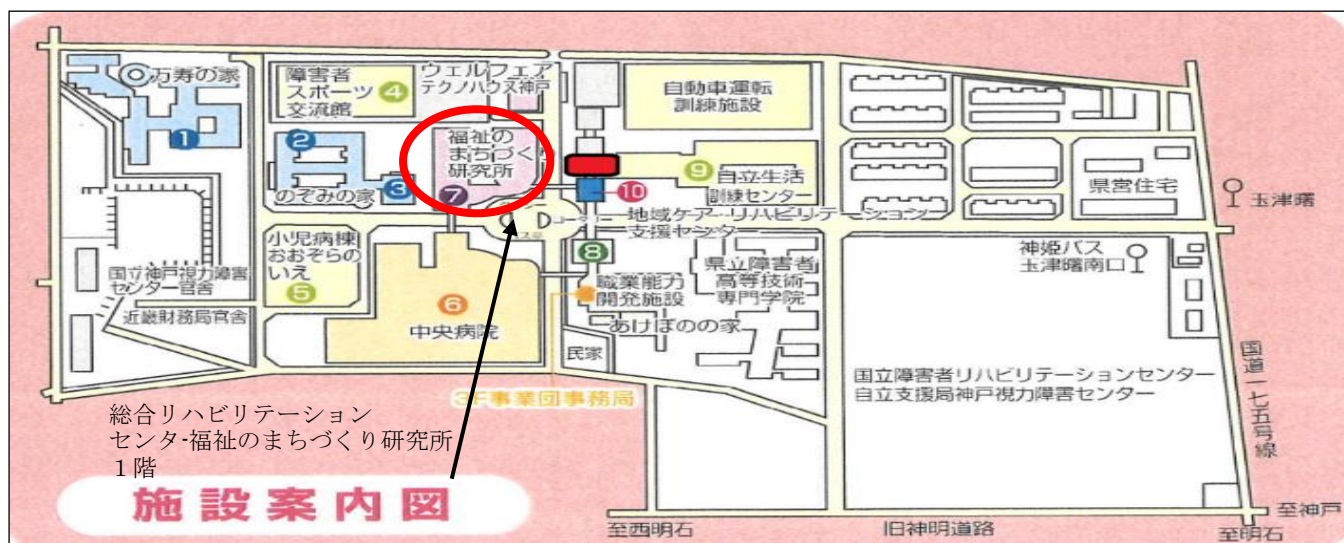 万寿の家
1
障害者
スポーツ
交流館
4
ウェルフェア
テクノハウス神戸
自動車運転
訓練施設
2
のぞみの家
3
福祉の
まちづくり
研究所
7
9
自立生活
訓練センター
10
県営住宅
玉津曙
地域ケア・リハビリテーション
支援センター
小児病棟
おおぞらの
いえ
5
国立神戸視力障害
センター官舎
近畿財務局官舎
6
中央病院
8
職業能力
開発施設
県立障害者
高等技術
専門学院
あけぼのの家
神姫バス
玉津曙南口
民家
3F事業団事務局
国立障害者リハビリテーションセンター
自立支援局神戸視力障害センター
国道一七五号線
総合リハビリテーション
センタ-福祉のまちづくり研究所
１階
施設案内図
至西明石
旧神明道路
至神戸
至明石